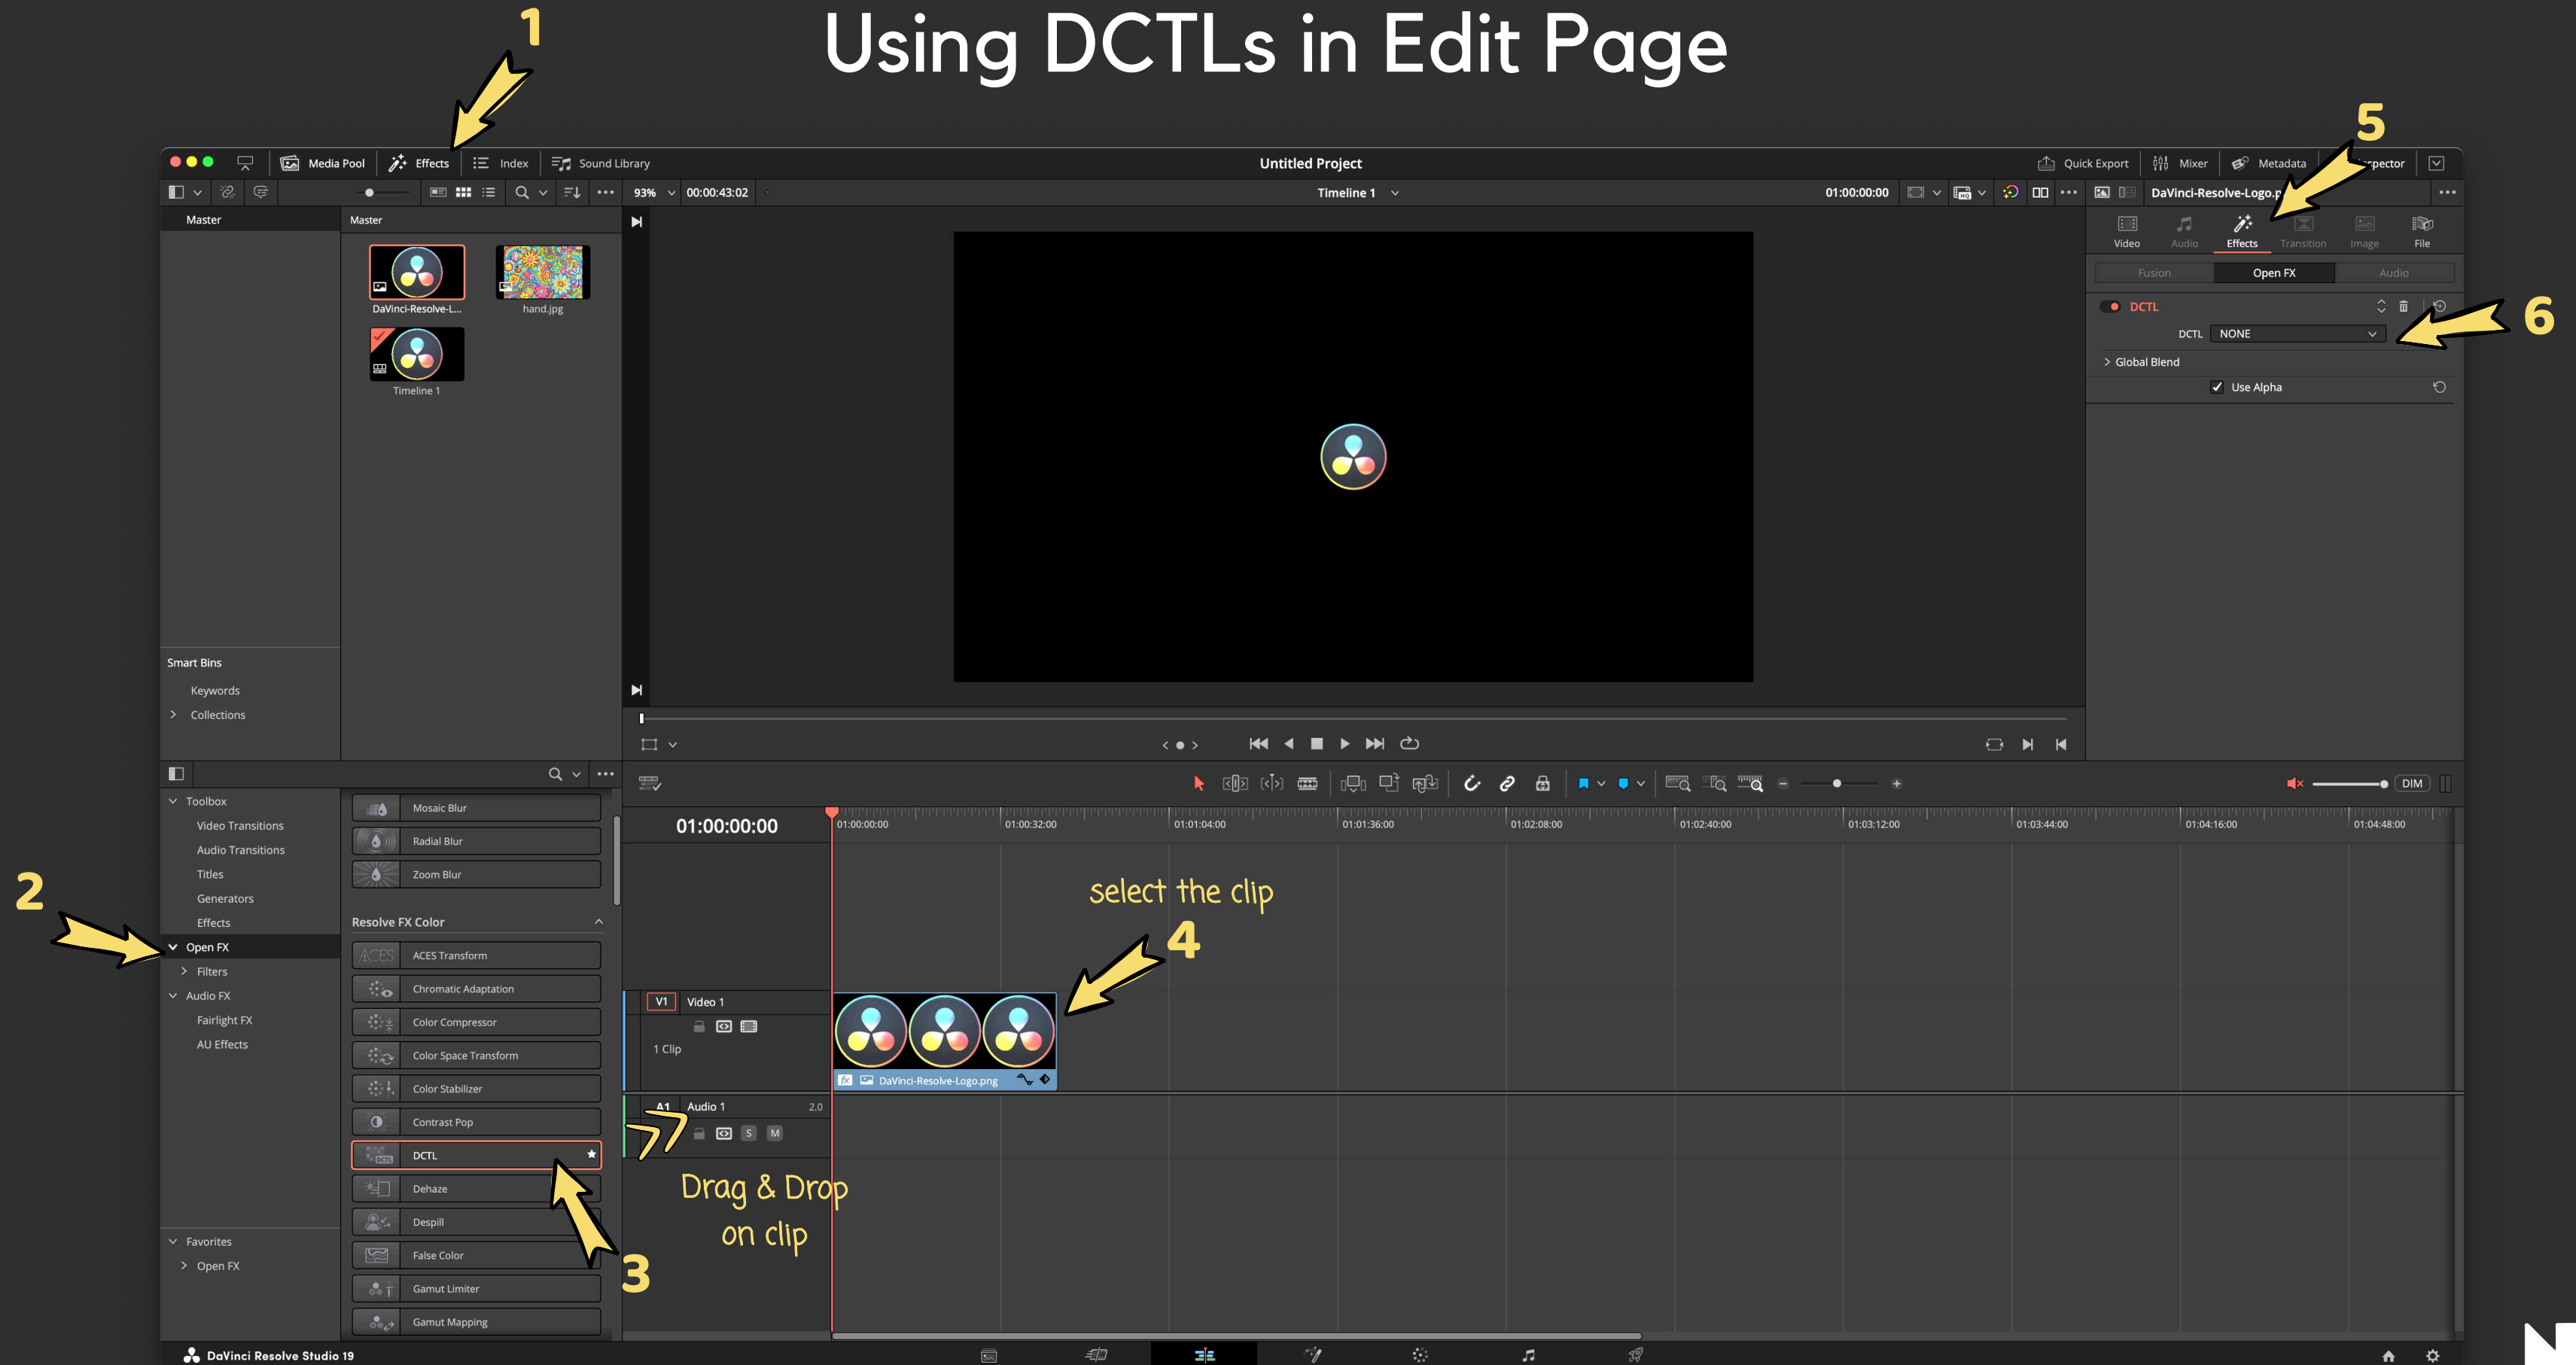 Using DCTLs in Edit Page
1
5
Media Pool
Effects
Index
Sound Library
Untitled Project
Quick Export
Mixer
Metadata
93%
00:00:43:02
Timeline 1
01:00:00:00
DaVinci-Resolve-Logo.p
Master
Master
Video
Audio
Effects
Transition
Image
File
Fusion
Open FX
Audio
DaVinci-Resolve-L...
hand.jpg
DCTL
6
DCTL
NONE
Global Blend
Use Alpha
Timeline 1
Smart Bins
Keywords
Collections
DIM
Toolbox
Video Transitions
Audio Transitions
Titles
Generators
Effects
Open FX
Filters
Audio FX
Fairlight FX
AU Effects
Favorites
Open FX
2
Mosaic Blur
Radial Blur
Zoom Blur
Resolve FX Color
ACES
ACES Transform
Chromatic Adaptation
Color Compressor
Color Space Transform
Color Stabilizer
Contrast Pop
DCTL
DCTL
Dehaze
Despill
False Color
Gamut Limiter
Gamut Mapping
3
01:00:00:00
01:00:00:00
01:00:32:00
01:01:04:00
01:01:36:00
01:02:08:00
01:02:40:00
01:03:12:00
01:03:44:00
01:04:16:00
01:04:48:00
select the clip
4
V1
Video 1
1 Clip
fx
DaVinci-Resolve-Logo.png
A1
Audio 1
2.0
S
M
Drag & Drop
on clip
DaVinci Resolve Studio 19